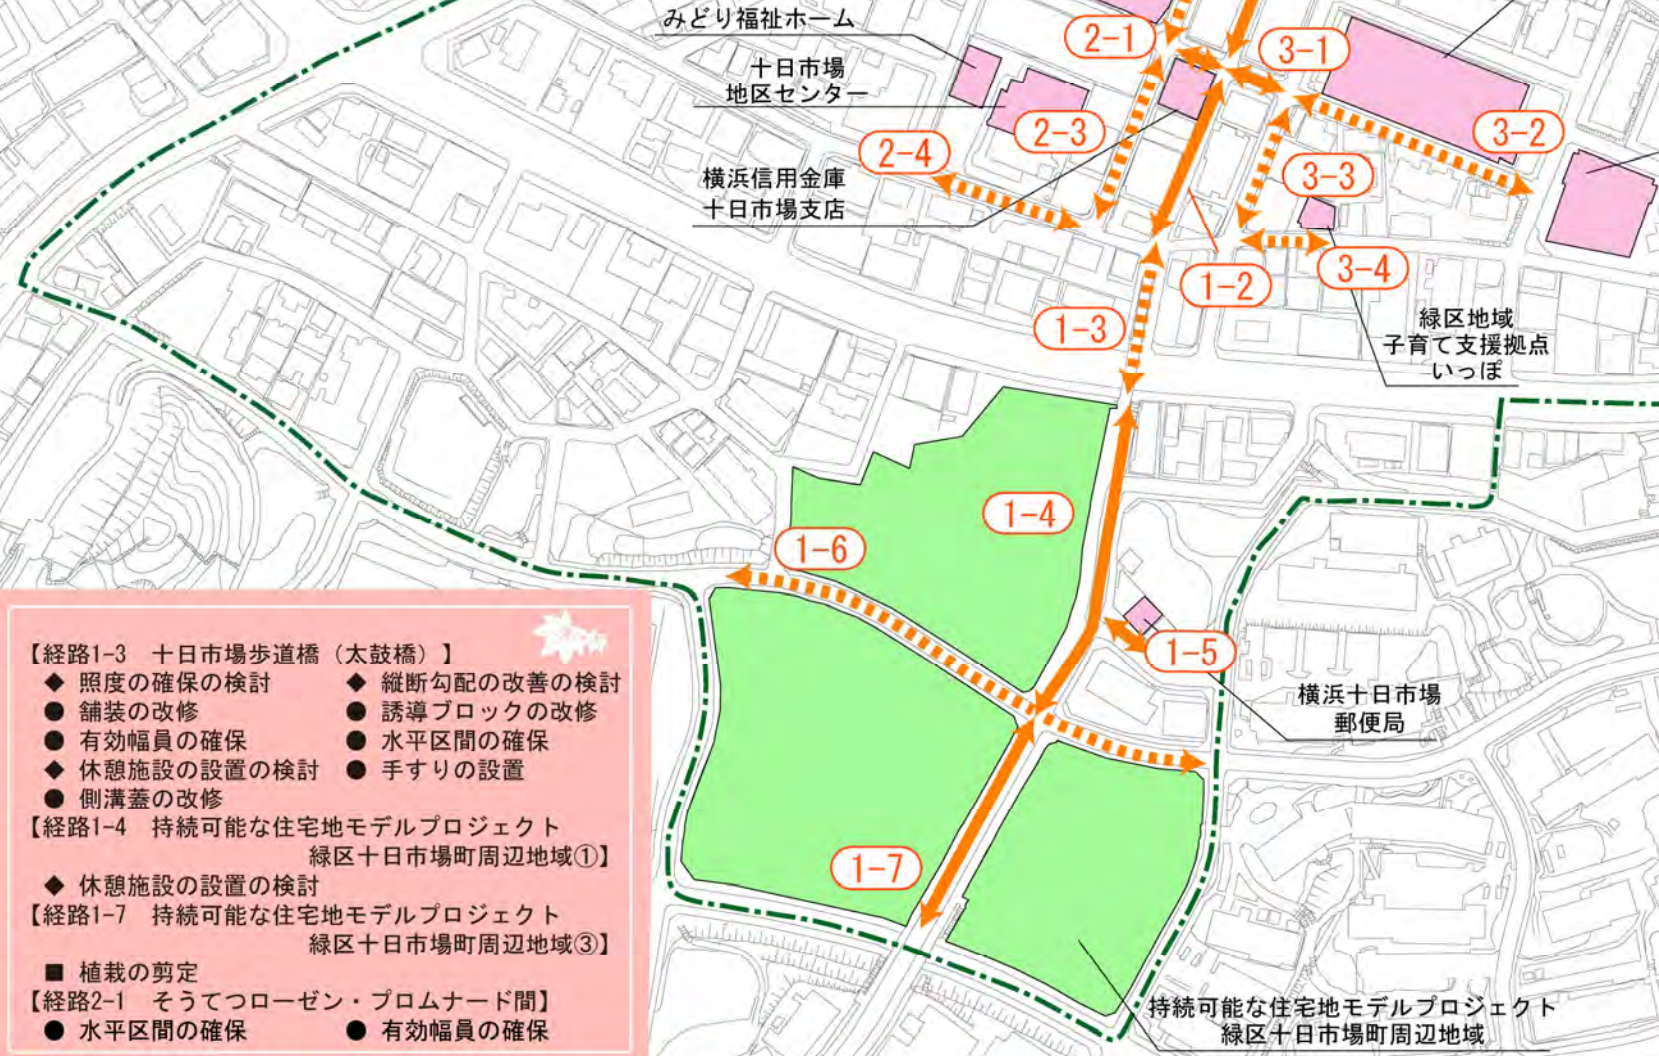 みどり福祉ホーム
十日市場
地区センター
横浜信用金庫
十日市場支店
2-1
3-1
2-3
3-2
2-4
3-3
3-4
1-2
1-3
緑区地域
子育て支援拠点
いっぽ
1-4
1-6
1-5
横浜十日市場
郵便局
1-7
持続可能な住宅地モデルプロジェクト
緑区十日市場町周辺地域
【経路1-3 十日市場歩道橋（太鼓橋）】
◆ 照度の確保の検討 ◆ 縦断勾配の改善の検討
● 舗装の改修 ● 誘導ブロックの改修
● 有効幅員の確保 ● 水平区間の確保
◆ 休憩施設の設置の検討 ● 手すりの設置
● 側溝蓋の改修
【経路1-4 持続可能な住宅地モデルプロジェクト
緑区十日市場町周辺地域①】
◆ 休憩施設の設置の検討
【経路1-7 持続可能な住宅地モデルプロジェクト
緑区十日市場町周辺地域③】
■ 植栽の剪定
【経路2-1 そうてつローゼン・プロムナード間】
● 水平区間の確保 ● 有効幅員の確保